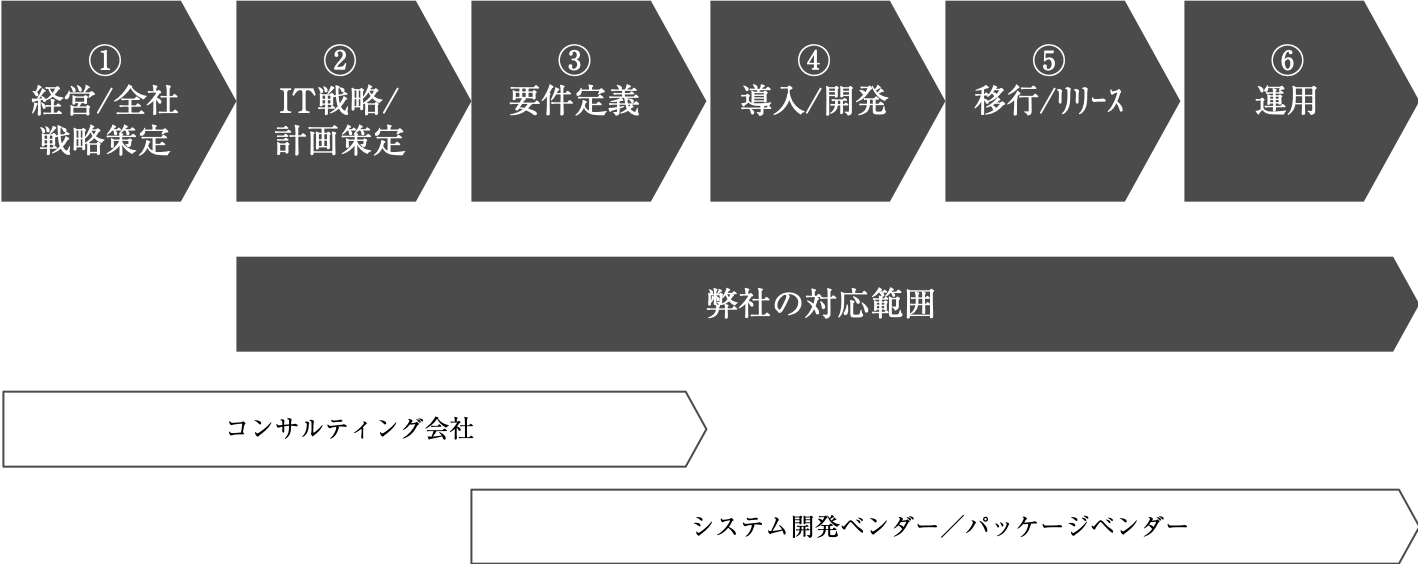 ①
経営/全社
戦略策定
②
IT戦略/
計画策定
③
要件定義
④
導入/開発
⑤
移行/ﾘﾘｰｽ
⑥
運用
弊社の対応範囲
コンサルティング会社
システム開発ベンダー／パッケージベンダー